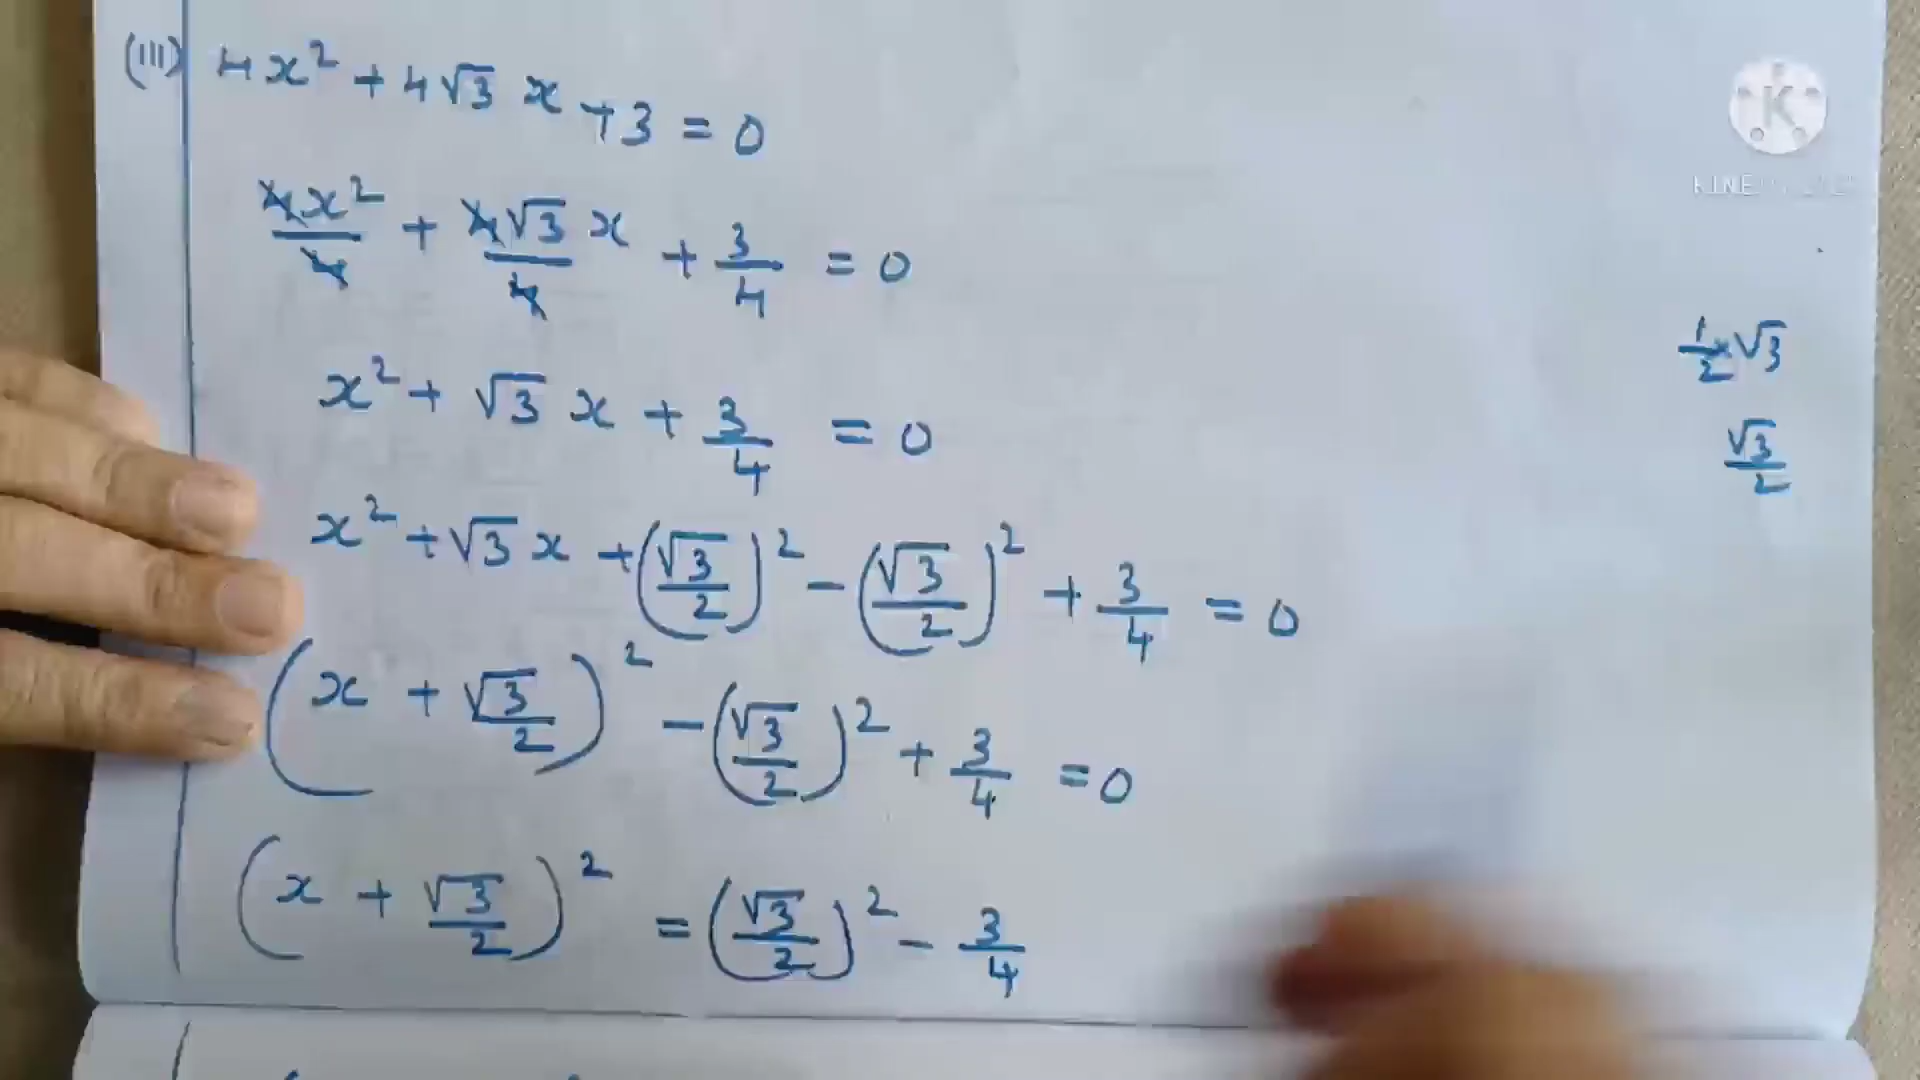 (iii) 4x² + 4√3 x + 3 = 0
4x²/4 + 4√3 x/4 + 3/4 = 0
x² + √3 x + 3/4 = 0
x² + √3 x + (√3/2)² − (√3/2)² + 3/4 = 0
(x + √3/2)² − (√3/2)² + 3/4 = 0
(x + √3/2)² = (√3/2)² − 3/4
1/2 × √3
√3/2
K